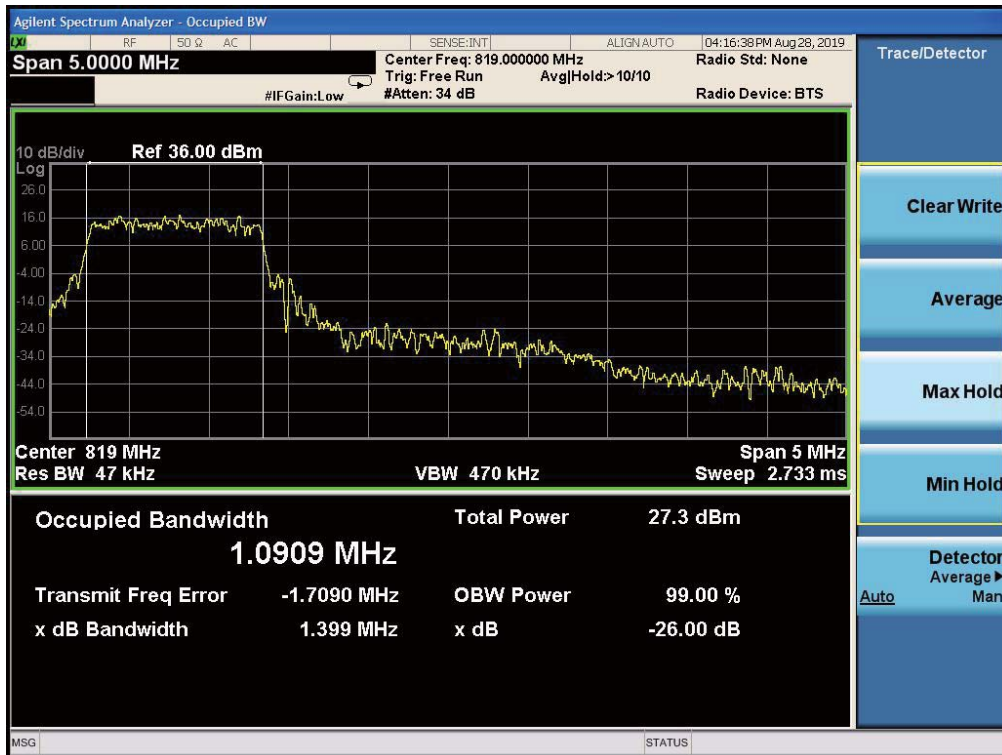 Agilent Spectrum Analyzer - Occupied BW
LXI RF 50 Ω AC SENSE:INT ALIGN AUTO 04:16:38 PM Aug 28, 2019
Span 5.0000 MHz
Center Freq: 819.000000 MHz
Radio Std: None
Trig: Free Run Avg|Hold:> 10/10
#IFGain:Low #Atten: 34 dB
Radio Device: BTS
Trace/Detector
10 dB/div Ref 36.00 dBm
Log
26.0
16.0
6.00
-4.00
-14.0
-24.0
-34.0
-44.0
-54.0
Center 819 MHz Span 5 MHz
Res BW 47 kHz VBW 470 kHz Sweep 2.733 ms
Occupied Bandwidth Total Power 27.3 dBm
1.0909 MHz
Transmit Freq Error -1.7090 MHz OBW Power 99.00 %
x dB Bandwidth 1.399 MHz x dB -26.00 dB
Clear Write
Average
Max Hold
Min Hold
Detector
Average▶
Auto Man
MSG STATUS